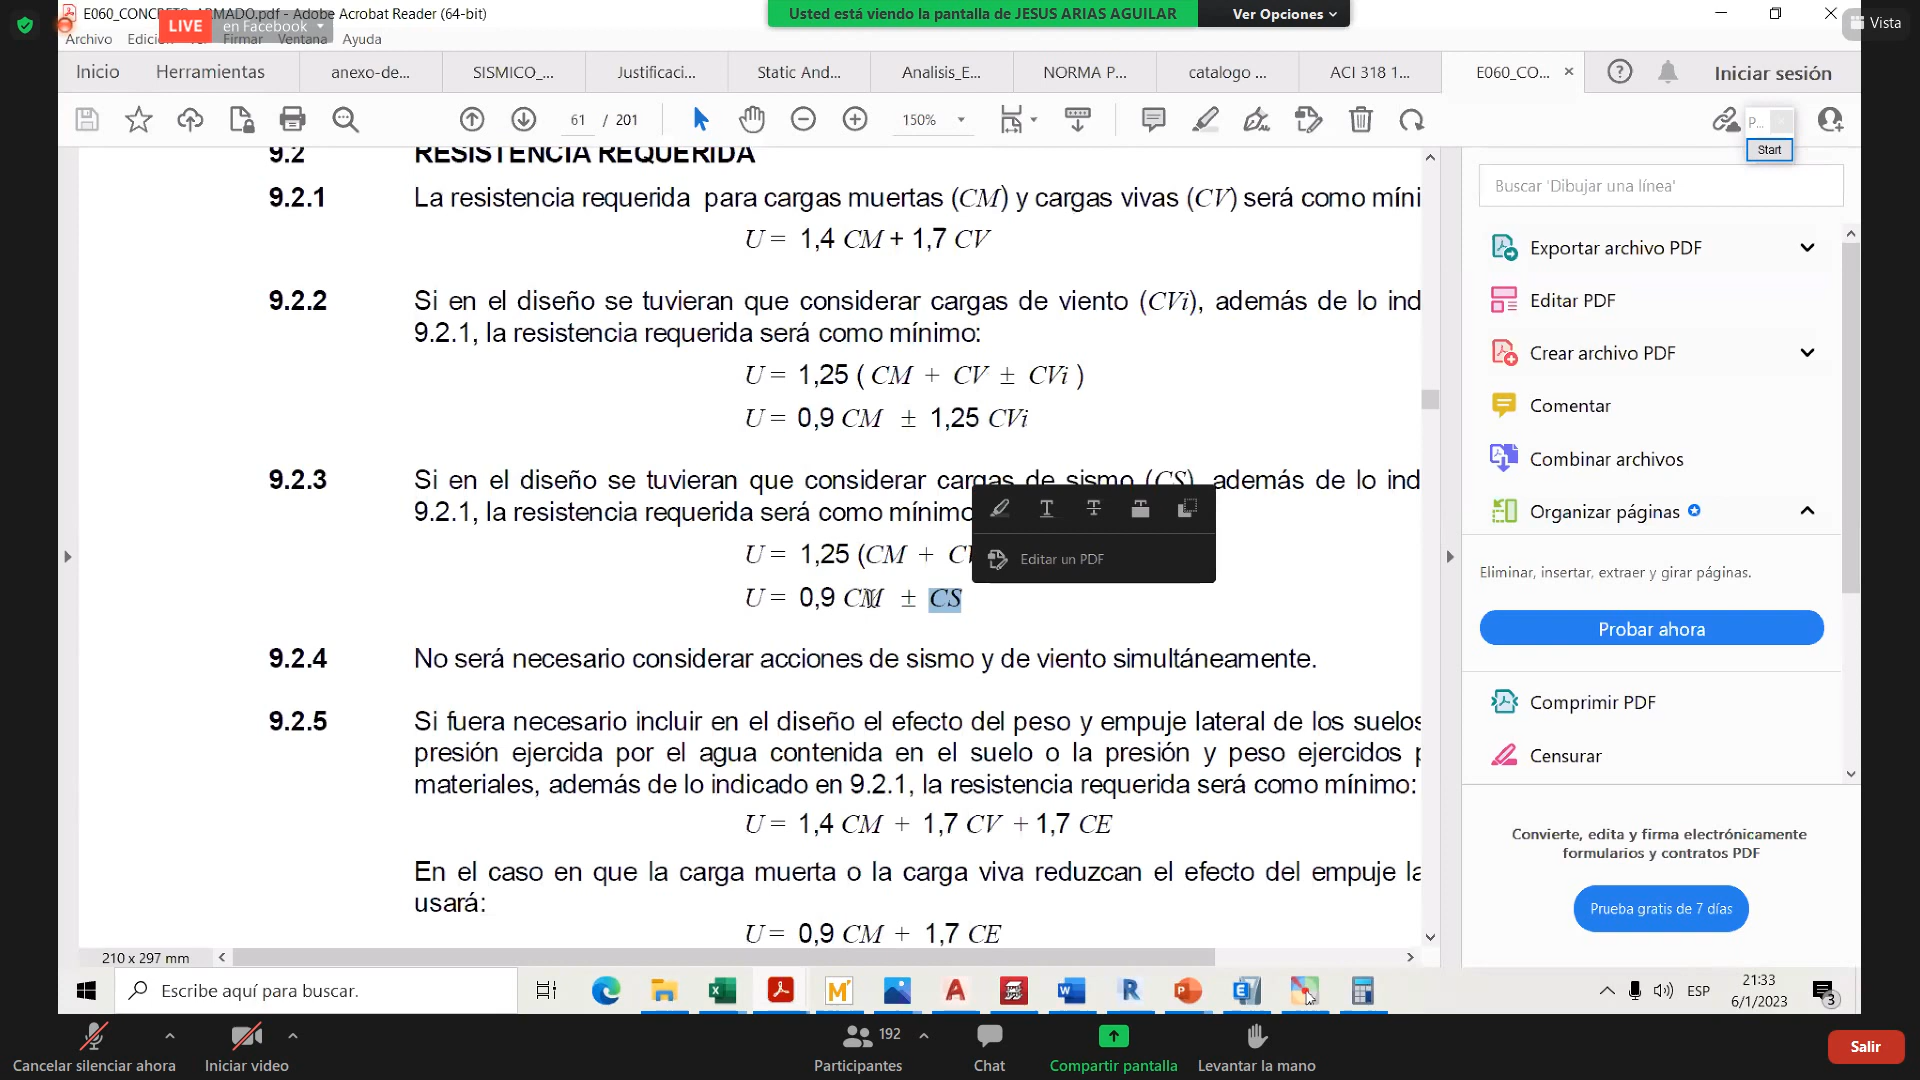 E060_CONCRETO_ARMADO.pdf - Adobe Acrobat Reader (64-bit)
LIVE en Facebook
Usted está viendo la pantalla de JESUS ARIAS AGUILAR
Ver Opciones
Vista
Archivo Firmar Ventana Ayuda
Inicio
Herramientas
anexo-de...
SISMICO_...
Justificaci...
Static And...
Analisis_E...
NORMA P...
catalogo ...
ACI 318 1...
E060_CO...
Iniciar sesión
61 / 201
150%
P...
Start
9.2 RESISTENCIA REQUERIDA
9.2.1 La resistencia requerida para cargas muertas (CM) y cargas vivas (CV) será como míni
U = 1,4 CM + 1,7 CV
9.2.2 Si en el diseño se tuvieran que considerar cargas de viento (CVi), además de lo ind
9.2.1, la resistencia requerida será como mínimo:
U = 1,25 ( CM + CV ± CVi )
U = 0,9 CM ± 1,25 CVi
9.2.3 Si en el diseño se tuvieran que considerar cargas de sismo (CS), además de lo ind
9.2.1, la resistencia requerida será como mínimo
U = 1,25 (CM + CV
U = 0,9 CM ± CS
Editar un PDF
9.2.4 No será necesario considerar acciones de sismo y de viento simultáneamente.
9.2.5 Si fuera necesario incluir en el diseño el efecto del peso y empuje lateral de los suelos
presión ejercida por el agua contenida en el suelo o la presión y peso ejercidos p
materiales, además de lo indicado en 9.2.1, la resistencia requerida será como mínimo:
U = 1,4 CM + 1,7 CV + 1,7 CE
En el caso en que la carga muerta o la carga viva reduzcan el efecto del empuje la
usará:
U = 0,9 CM + 1,7 CE
210 x 297 mm
Buscar 'Dibujar una línea'
Exportar archivo PDF
Editar PDF
Crear archivo PDF
Comentar
Combinar archivos
Organizar páginas
Eliminar, insertar, extraer y girar páginas.
Probar ahora
Comprimir PDF
Censurar
Convierte, edita y firma electrónicamente
formularios y contratos PDF
Prueba gratis de 7 días
Escribe aquí para buscar.
ESP
21:33
6/1/2023
3
Cancelar silenciar ahora
Iniciar video
192
Participantes
Chat
Compartir pantalla
Levantar la mano
Salir